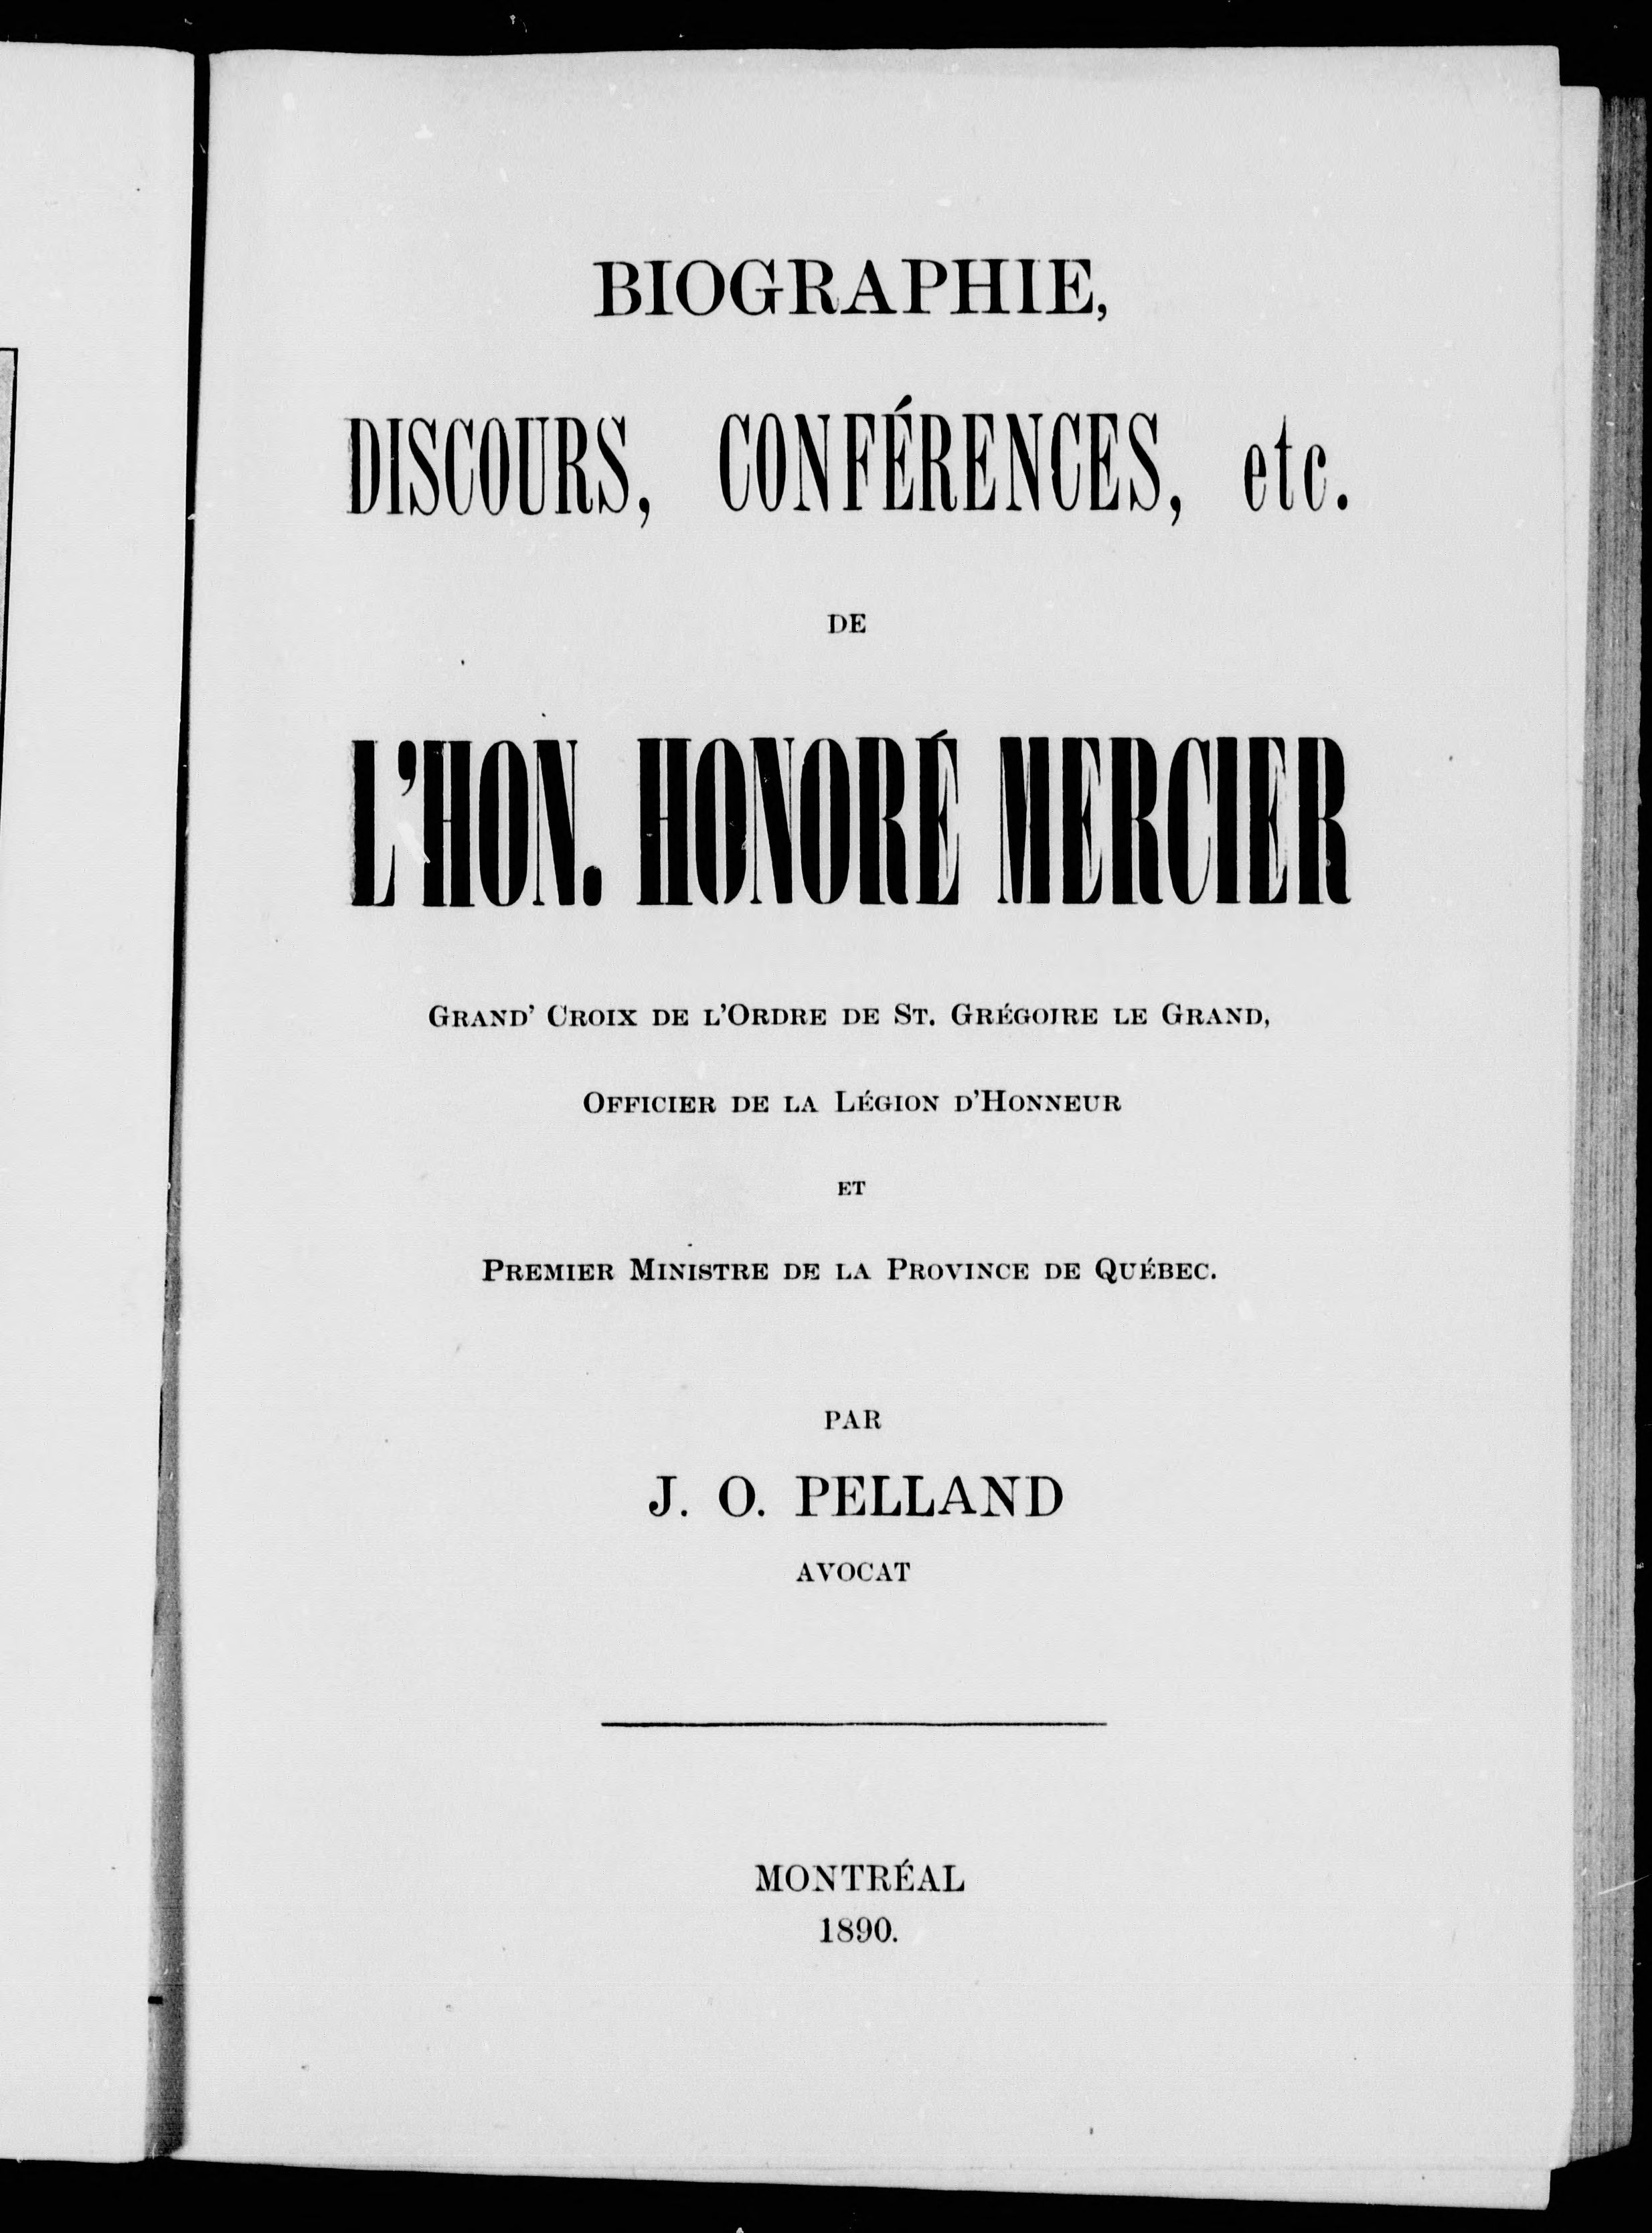 BIOGRAPHIE,
DISCOURS, CONFÉRENCES, etc.
DE
L'HON. HONORÉ MERCIER
GRAND' CROIX DE L'ORDRE DE ST. GRÉGOIRE LE GRAND,
OFFICIER DE LA LÉGION D'HONNEUR
ET
PREMIER MINISTRE DE LA PROVINCE DE QUÉBEC.
PAR
J. O. PELLAND
AVOCAT
MONTRÉAL
1890.